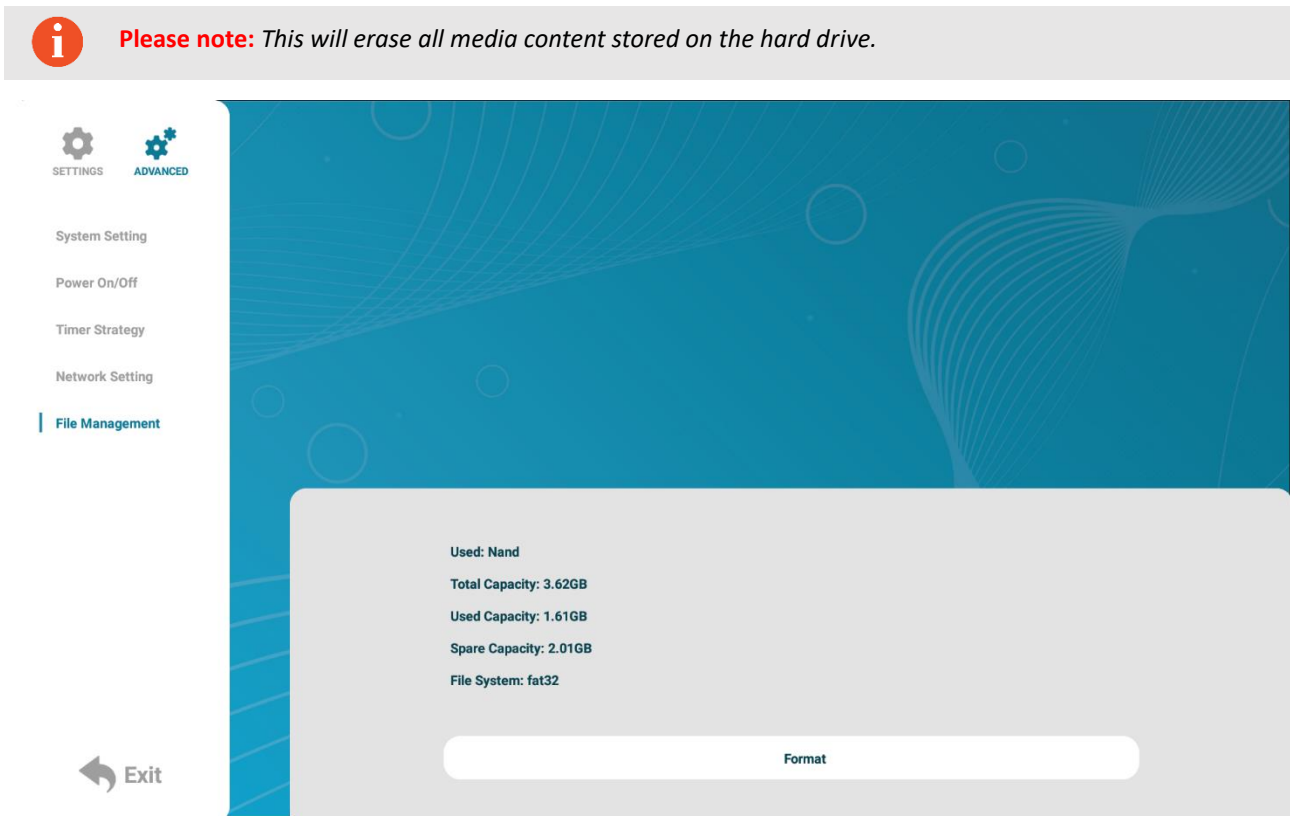 Please note: This will erase all media content stored on the hard drive.
SETTINGS
ADVANCED
System Setting
Power On/Off
Timer Strategy
Network Setting
File Management
Used: Nand
Total Capacity: 3.62GB
Used Capacity: 1.61GB
Spare Capacity: 2.01GB
File System: fat32
Format
Exit